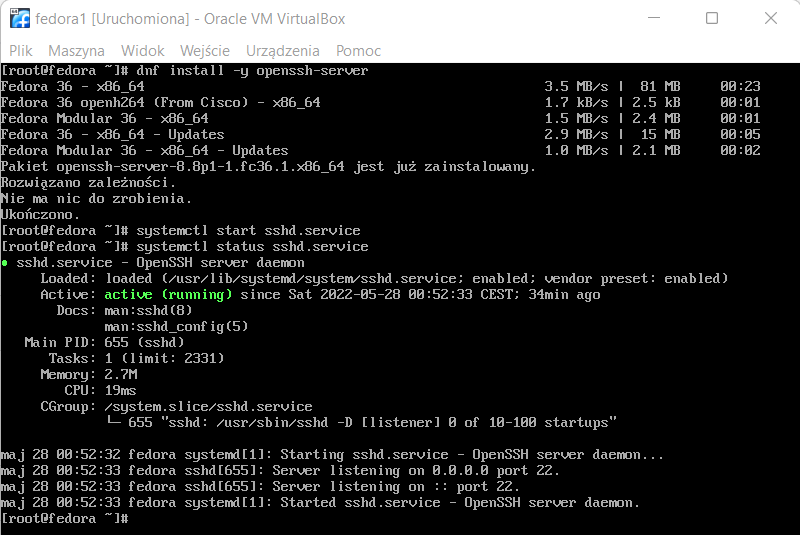 fedora1 [Uruchomiona] - Oracle VM VirtualBox
Plik Maszyna Widok Wejście Urządzenia Pomoc
[root@fedora ~]# dnf install -y openssh-server
Fedora 36 - x86_64 3.5 MB/s | 81 MB 00:23
Fedora 36 openh264 (From Cisco) - x86_64 1.7 kB/s | 2.5 kB 00:01
Fedora Modular 36 - x86_64 1.5 MB/s | 2.4 MB 00:01
Fedora 36 - x86_64 - Updates 2.9 MB/s | 15 MB 00:05
Fedora Modular 36 - x86_64 - Updates 1.0 MB/s | 2.1 MB 00:02
Pakiet openssh-server-8.8p1-1.fc36.1.x86_64 jest już zainstalowany.
Rozwiązano zależności.
Nie ma nic do zrobienia.
Ukończono.
[root@fedora ~]# systemctl start sshd.service
[root@fedora ~]# systemctl status sshd.service
● sshd.service - OpenSSH server daemon
Loaded: loaded (/usr/lib/systemd/system/sshd.service; enabled; vendor preset: enabled)
Active: active (running) since Sat 2022-05-28 00:52:33 CEST; 34min ago
Docs: man:sshd(8)
man:sshd_config(5)
Main PID: 655 (sshd)
Tasks: 1 (limit: 2331)
Memory: 2.7M
CPU: 19ms
CGroup: /system.slice/sshd.service
└─ 655 "sshd: /usr/sbin/sshd -D [listener] 0 of 10-100 startups"
maj 28 00:52:32 fedora systemd[1]: Starting sshd.service - OpenSSH server daemon...
maj 28 00:52:33 fedora sshd[655]: Server listening on 0.0.0.0 port 22.
maj 28 00:52:33 fedora sshd[655]: Server listening on :: port 22.
maj 28 00:52:33 fedora systemd[1]: Started sshd.service - OpenSSH server daemon.
[root@fedora ~]#